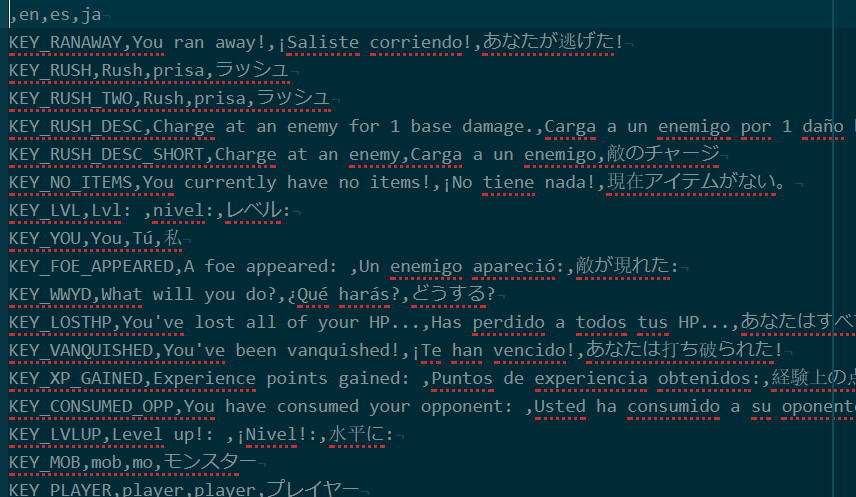 ,en,es,ja
KEY_RANAWAY,You ran away!,¡Saliste corriendo!,あなたが逃げた!
KEY_RUSH,Rush,prisa,ラッシュ
KEY_RUSH_TWO,Rush,prisa,ラッシュ
KEY_RUSH_DESC,Charge at an enemy for 1 base damage.,Carga a un enemigo por 1 daño
KEY_RUSH_DESC_SHORT,Charge at an enemy,Carga a un enemigo,敵のチャージ
KEY_NO_ITEMS,You currently have no items!,¡No tiene nada!,現在アイテムがない。
KEY_LVL,Lvl: ,nivel:,レベル:
KEY_YOU,You,Tú,私
KEY_FOE_APPEARED,A foe appeared: ,Un enemigo apareció:,敵が現れた:
KEY_WWYD,What will you do?,¿Qué harás?,どうする?
KEY_LOSTHP,You've lost all of your HP...,Has perdido a todos tus HP...,あなたはすべ
KEY_VANQUISHED,You've been vanquished!,¡Te han vencido!,あなたは打ち破られた!
KEY_XP_GAINED,Experience points gained: ,Puntos de experiencia obtenidos:,経験上の点
KEY_CONSUMED_OPP,You have consumed your opponent: ,Usted ha consumido a su oponente
KEY_LVLUP,Level up!: ,¡Nivel!:,水平に:
KEY_MOB,mob,mo,モンスター
KEY_PLAYER,player,player,プレイヤー